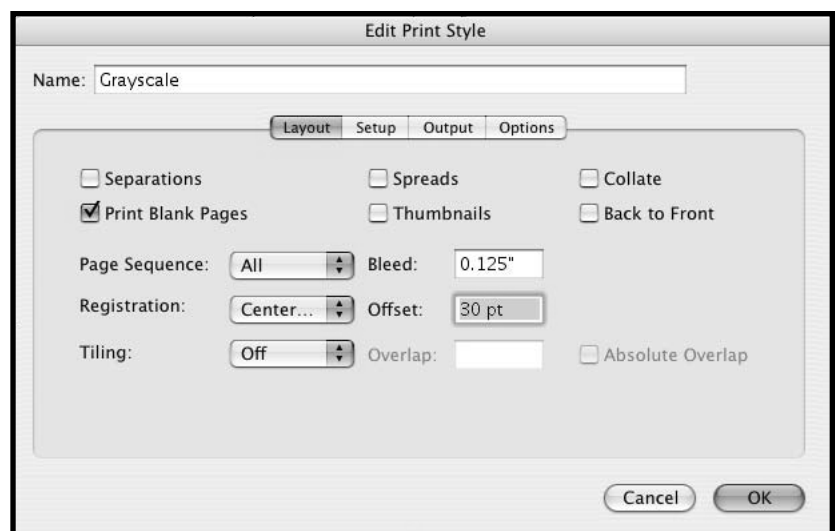 Edit Print Style
Name: Grayscale
Layout Setup Output Options
Separations Spreads Collate
Print Blank Pages Thumbnails Back to Front
Page Sequence: All Bleed: 0.125"
Registration: Center... Offset: 30 pt
Tiling: Off Overlap: Absolute Overlap
Cancel OK